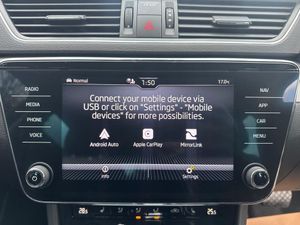 Normal
1:50
17.0
RADIO
MEDIA
PHONE
VOICE
NAV
APP
CAR
MENU
Connect your mobile device via
USB or click on "Settings" - "Mobile
devices" for more possibilities.
Android Auto
Apple CarPlay
MirrorLink
Info
Settings